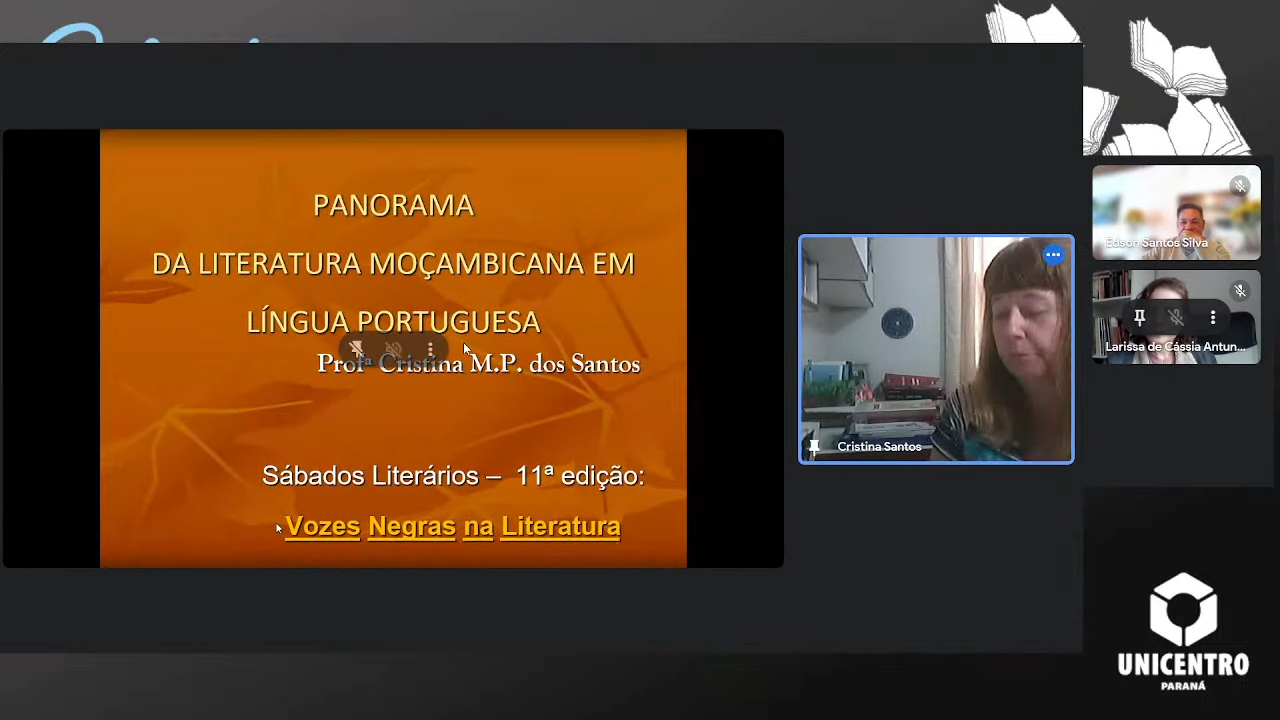 PANORAMA
DA LITERATURA MOÇAMBICANA EM
LÍNGUA PORTUGUESA
Profª Cristina M.P. dos Santos
Sábados Literários – 11ª edição:
Vozes Negras na Literatura
Cristina Santos
Edson Santos Silva
Larissa de Cássia Antun...
UNICENTRO
PARANÁ